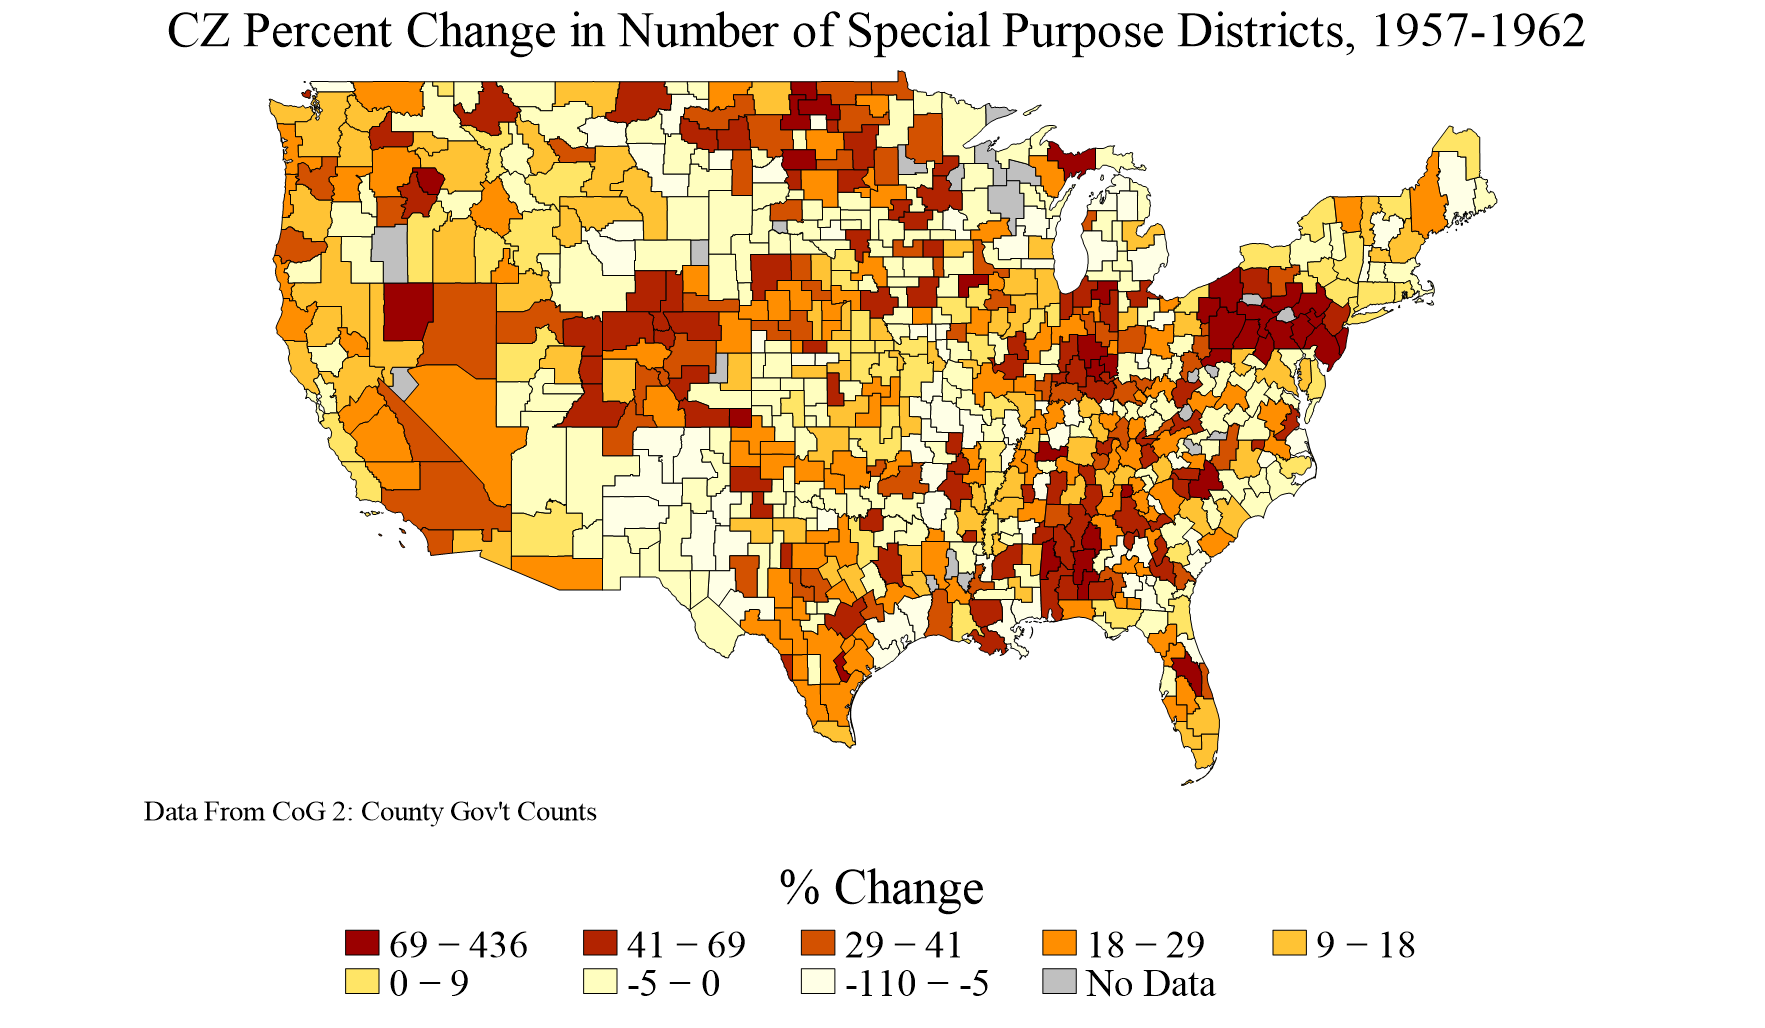 CZ Percent Change in Number of Special Purpose Districts, 1957-1962
Data From CoG 2: County Gov't Counts
% Change
69 − 436 41 − 69 29 − 41 18 − 29 9 − 18
0 − 9 -5 − 0 -110 − -5 No Data